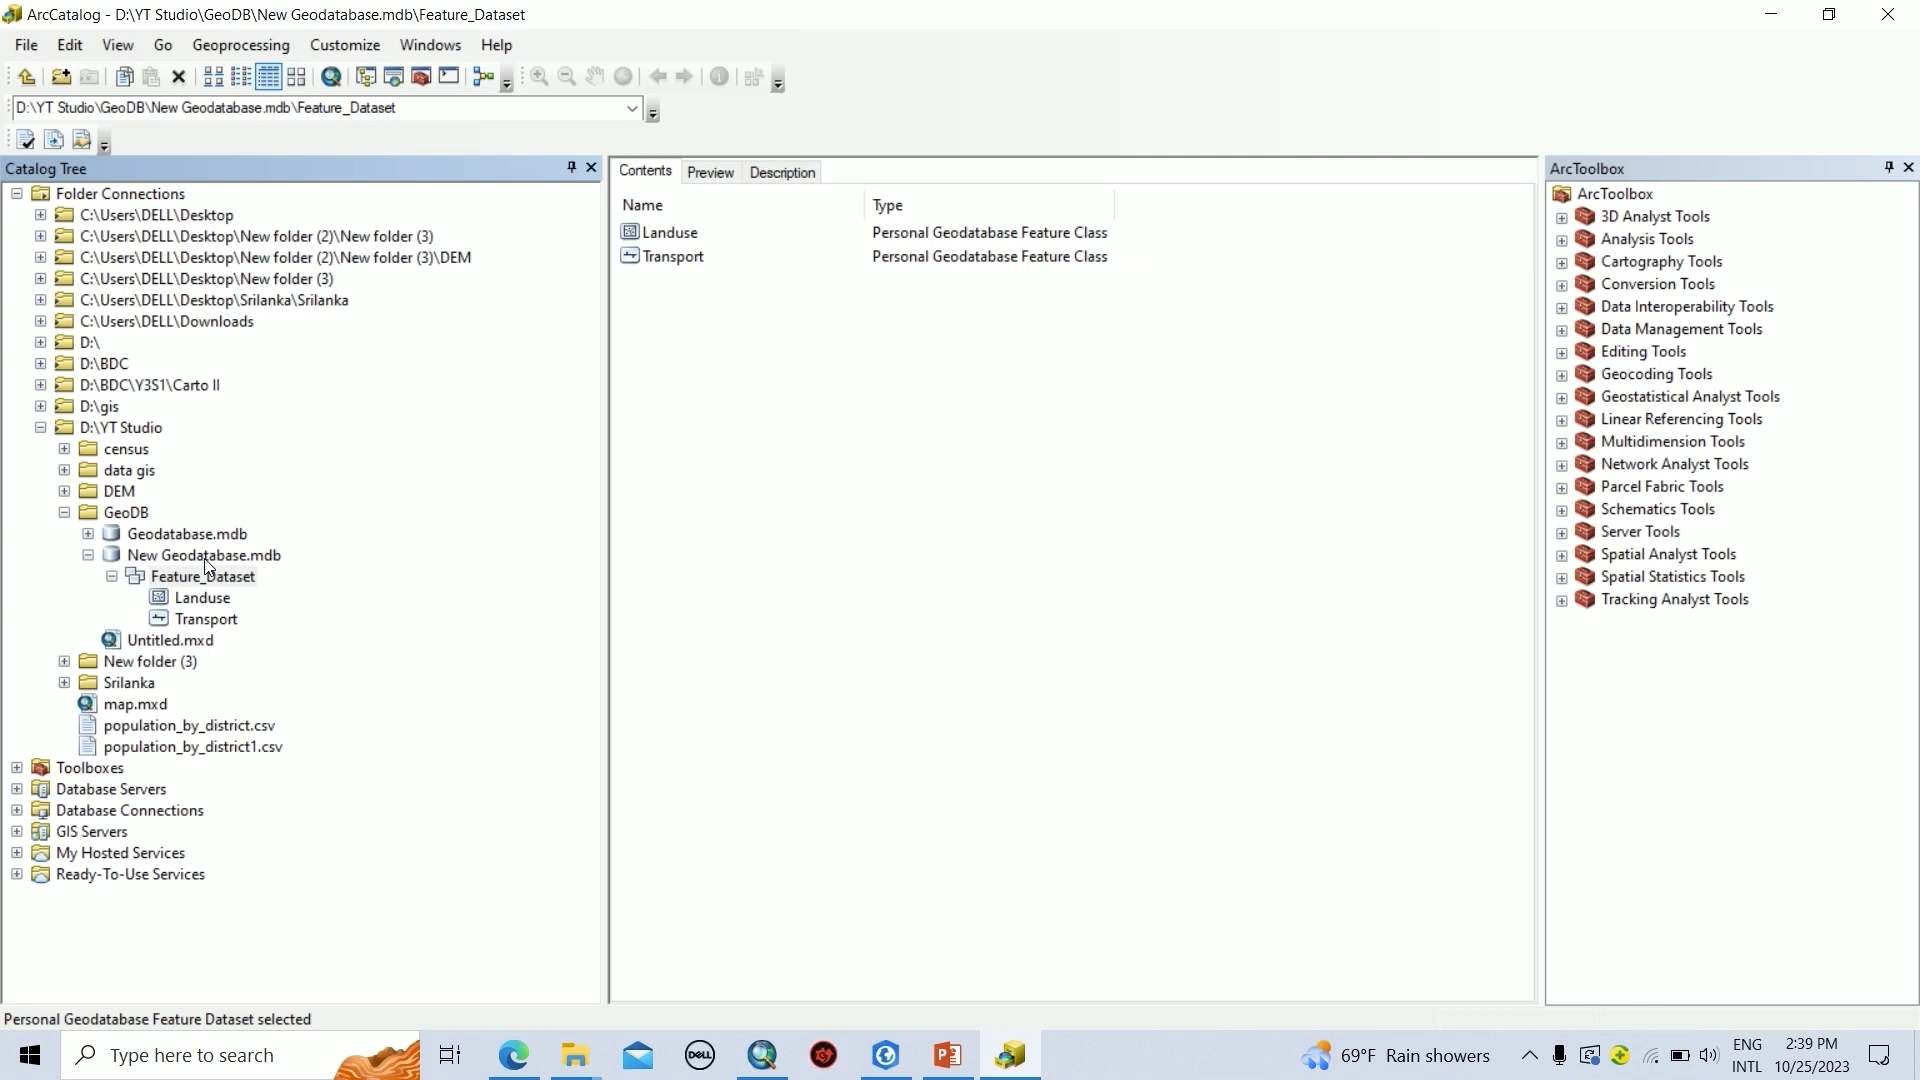 ArcCatalog - D:\YT Studio\GeoDB\New Geodatabase.mdb\Feature_Dataset
File Edit View Go Geoprocessing Customize Windows Help
D:\YT Studio\GeoDB\New Geodatabase.mdb\Feature_Dataset
Catalog Tree
Folder Connections
C:\Users\DELL\Desktop
C:\Users\DELL\Desktop\New folder (2)\New folder (3)
C:\Users\DELL\Desktop\New folder (2)\New folder (3)\DEM
C:\Users\DELL\Desktop\New folder (3)
C:\Users\DELL\Desktop\Srilanka\Srilanka
C:\Users\DELL\Downloads
D:\
D:\BDC
D:\BDC\Y3S1\Carto II
D:\gis
D:\YT Studio
census
data gis
DEM
GeoDB
Geodatabase.mdb
New Geodatabase.mdb
Feature_Dataset
Landuse
Transport
Untitled.mxd
New folder (3)
Srilanka
map.mxd
population_by_district.csv
population_by_district1.csv
Toolboxes
Database Servers
Database Connections
GIS Servers
My Hosted Services
Ready-To-Use Services
Contents Preview Description
Name Type
Landuse Personal Geodatabase Feature Class
Transport Personal Geodatabase Feature Class
ArcToolbox
ArcToolbox
3D Analyst Tools
Analysis Tools
Cartography Tools
Conversion Tools
Data Interoperability Tools
Data Management Tools
Editing Tools
Geocoding Tools
Geostatistical Analyst Tools
Linear Referencing Tools
Multidimension Tools
Network Analyst Tools
Parcel Fabric Tools
Schematics Tools
Server Tools
Spatial Analyst Tools
Spatial Statistics Tools
Tracking Analyst Tools
Personal Geodatabase Feature Dataset selected
Type here to search
DELL
69°F Rain showers
ENG
INTL
2:39 PM
10/25/2023